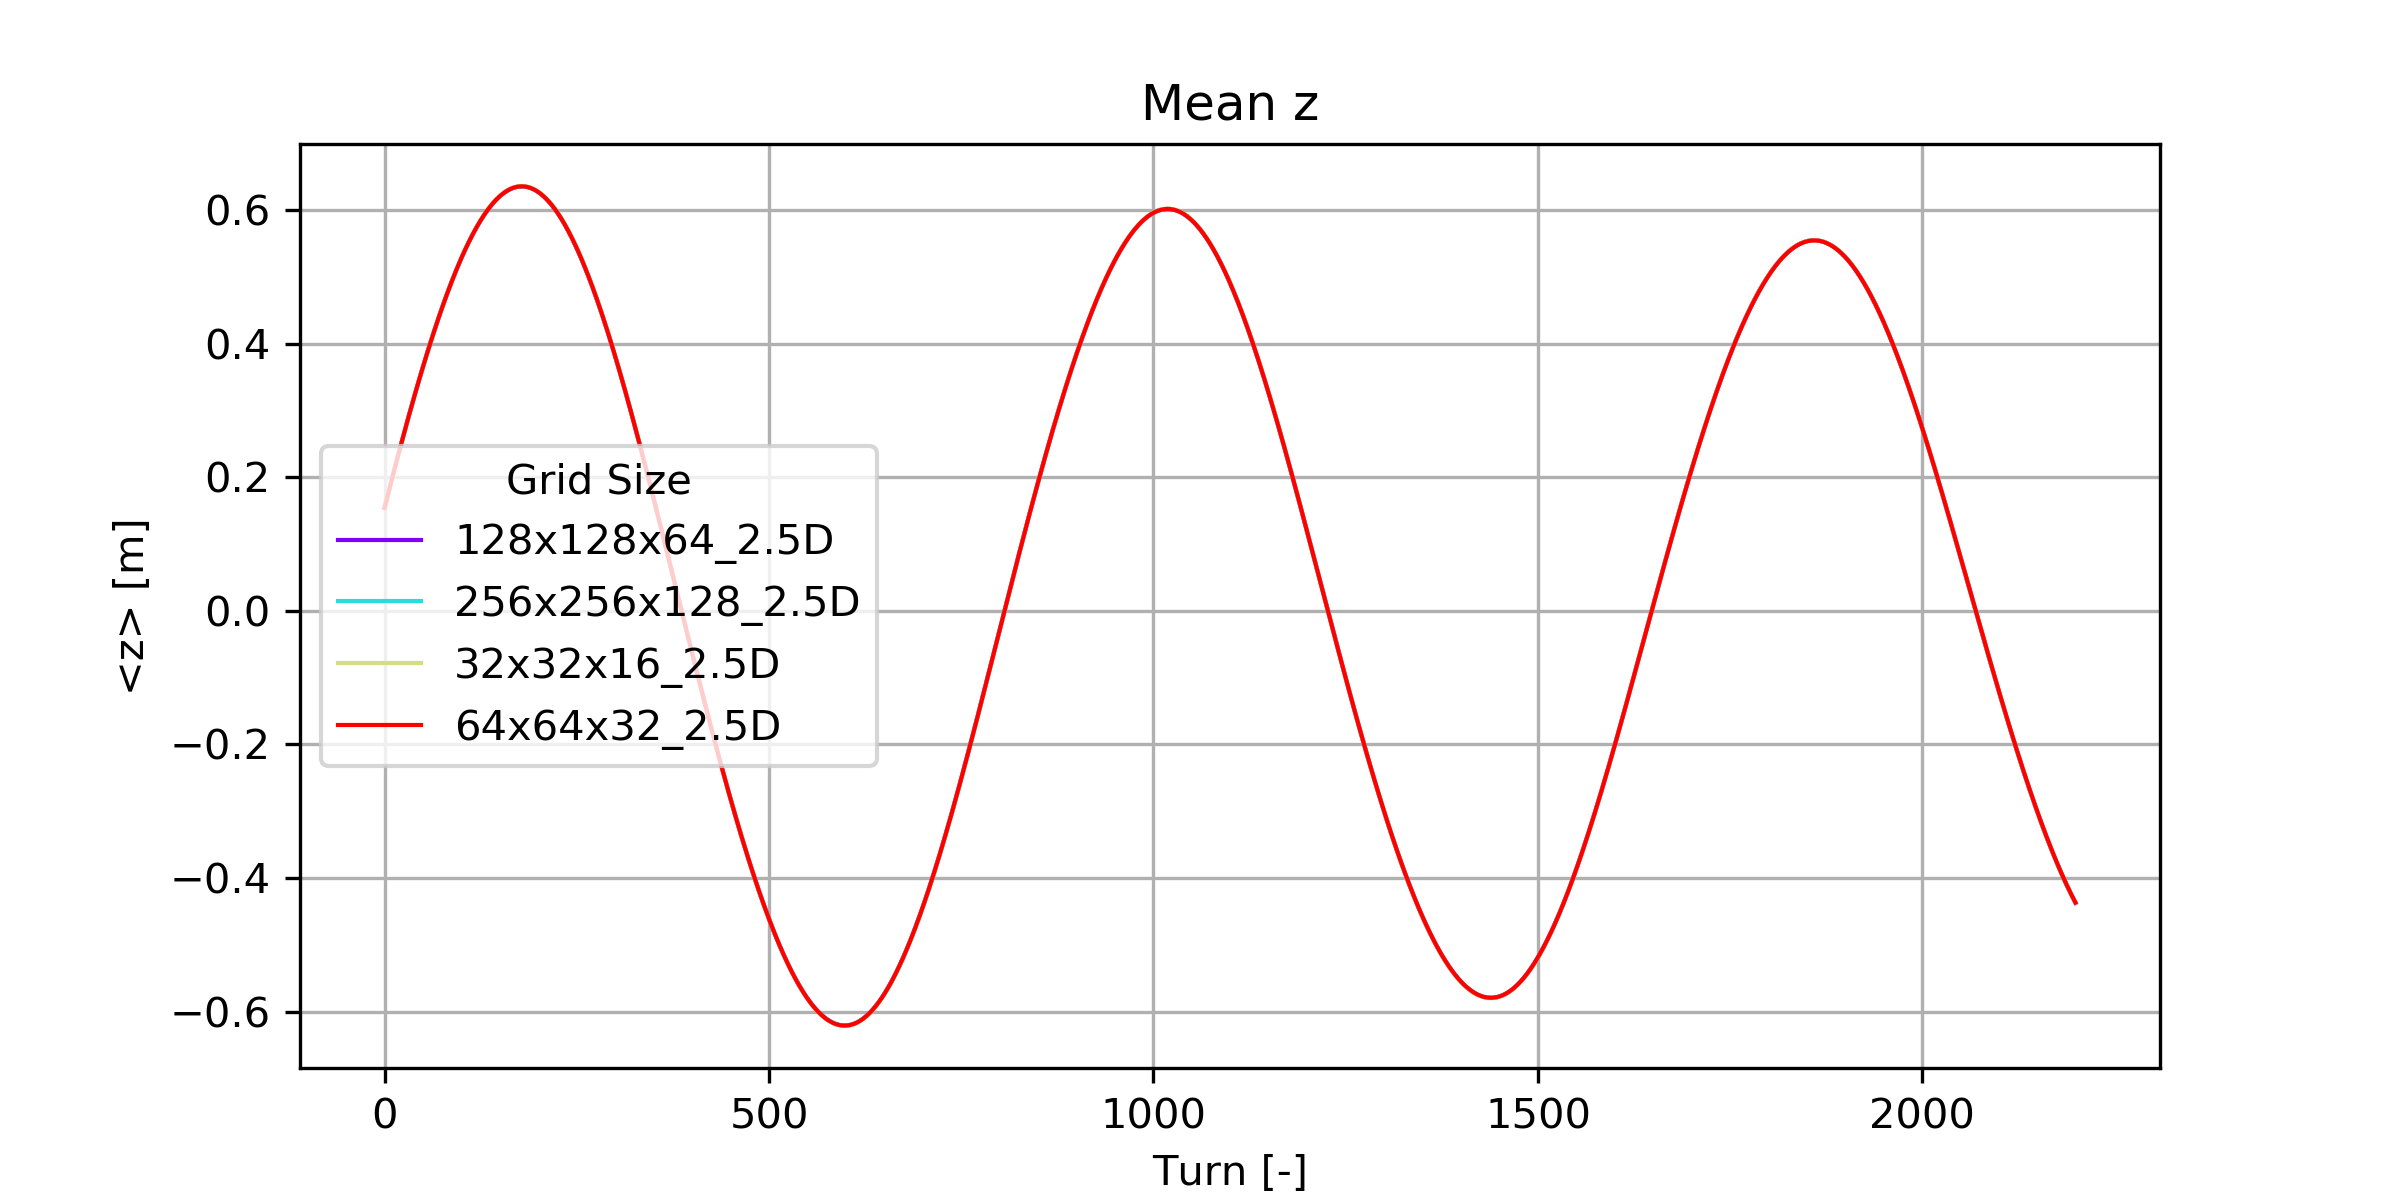 Mean z
0.6
0.4
0.2
0.0
−0.2
−0.4
−0.6
<z> [m]
Grid Size
128x128x64_2.5D
256x256x128_2.5D
32x32x16_2.5D
64x64x32_2.5D
0 500 1000 1500 2000
Turn [-]